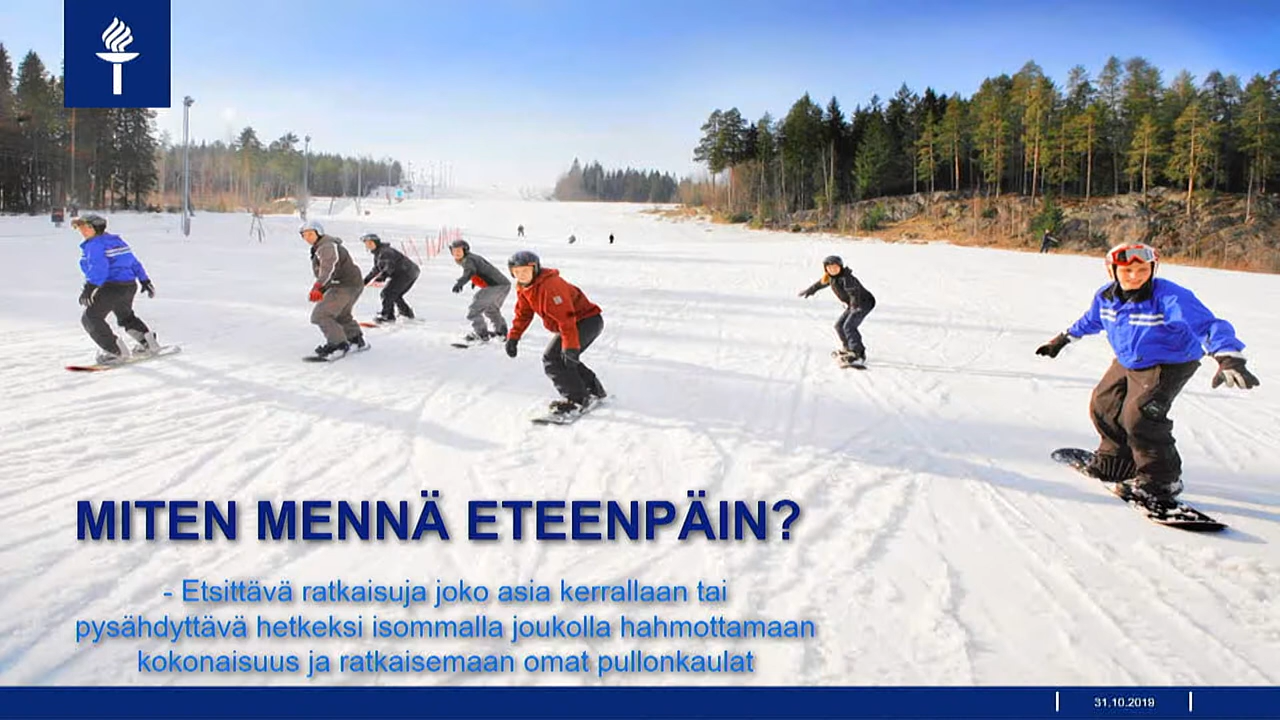 MITEN MENNÄ ETEENPÄIN?
- Etsittävä ratkaisuja joko asia kerrallaan tai
pysähdyttävä hetkeksi isommalla joukolla hahmottamaan
kokonaisuus ja ratkaisemaan omat pullonkaulat
31.10.2019